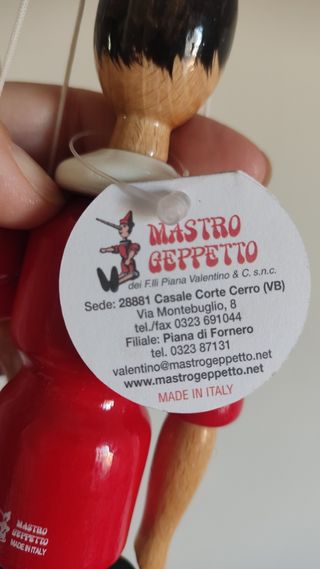 MASTRO
GEPPETTO
dei F.lli Piana Valentino & C. s.n.c.
Sede: 28881 Casale Corte Cerro (VB)
Via Montebuglio, 8
tel./fax 0323 691044
Filiale: Piana di Fornero
tel. 0323 87131
valentino@mastrogeppetto.net
www.mastrogeppetto.net
MADE IN ITALY
MASTRO
GEPPETTO
MADE IN ITALY